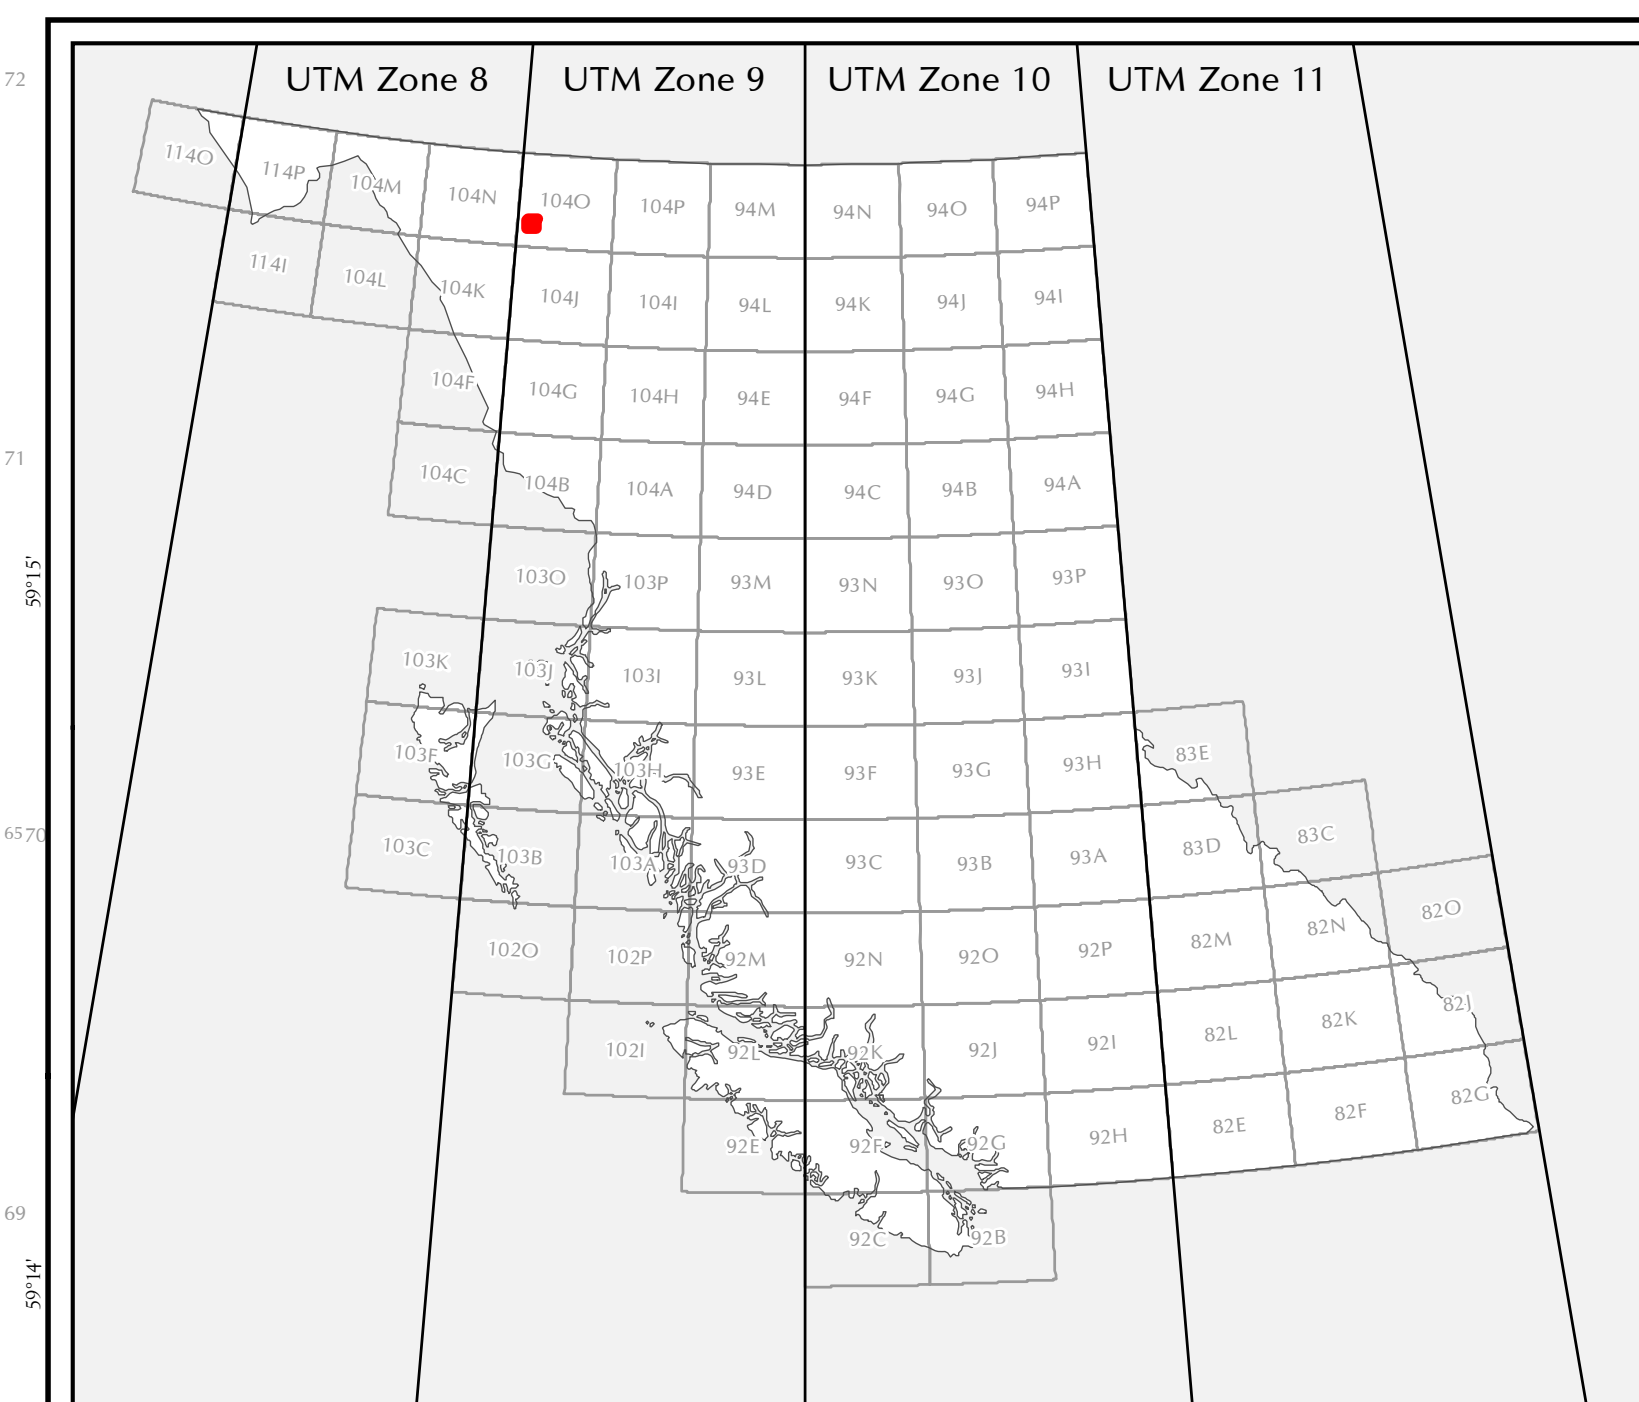 UTM Zone 8 UTM Zone 9 UTM Zone 10 UTM Zone 11
72
114O 114P 104M 104N 104O 104P 94M 94N 94O 94P
114I 104L 104K 104J 104I 94L 94K 94J 94I
104F 104G 104H 94E 94F 94G 94H
71
104C 104B 104A 94D 94C 94B 94A
59°15'
103O 103P 93M 93N 93O 93P
103K 103J 103I 93L 93K 93J 93I
103F 103G 103H 93E 93F 93G 93H 83E
6570
103C 103B 103A 93D 93C 93B 93A 83D 83C
102O 102P 92M 92N 92O 92P 82M 82N 82O
102I 92L 92K 92J 92I 82L 82K 82J
92E 92F 92G 92H 82E 82F 82G
69
92C 92B
59°14'